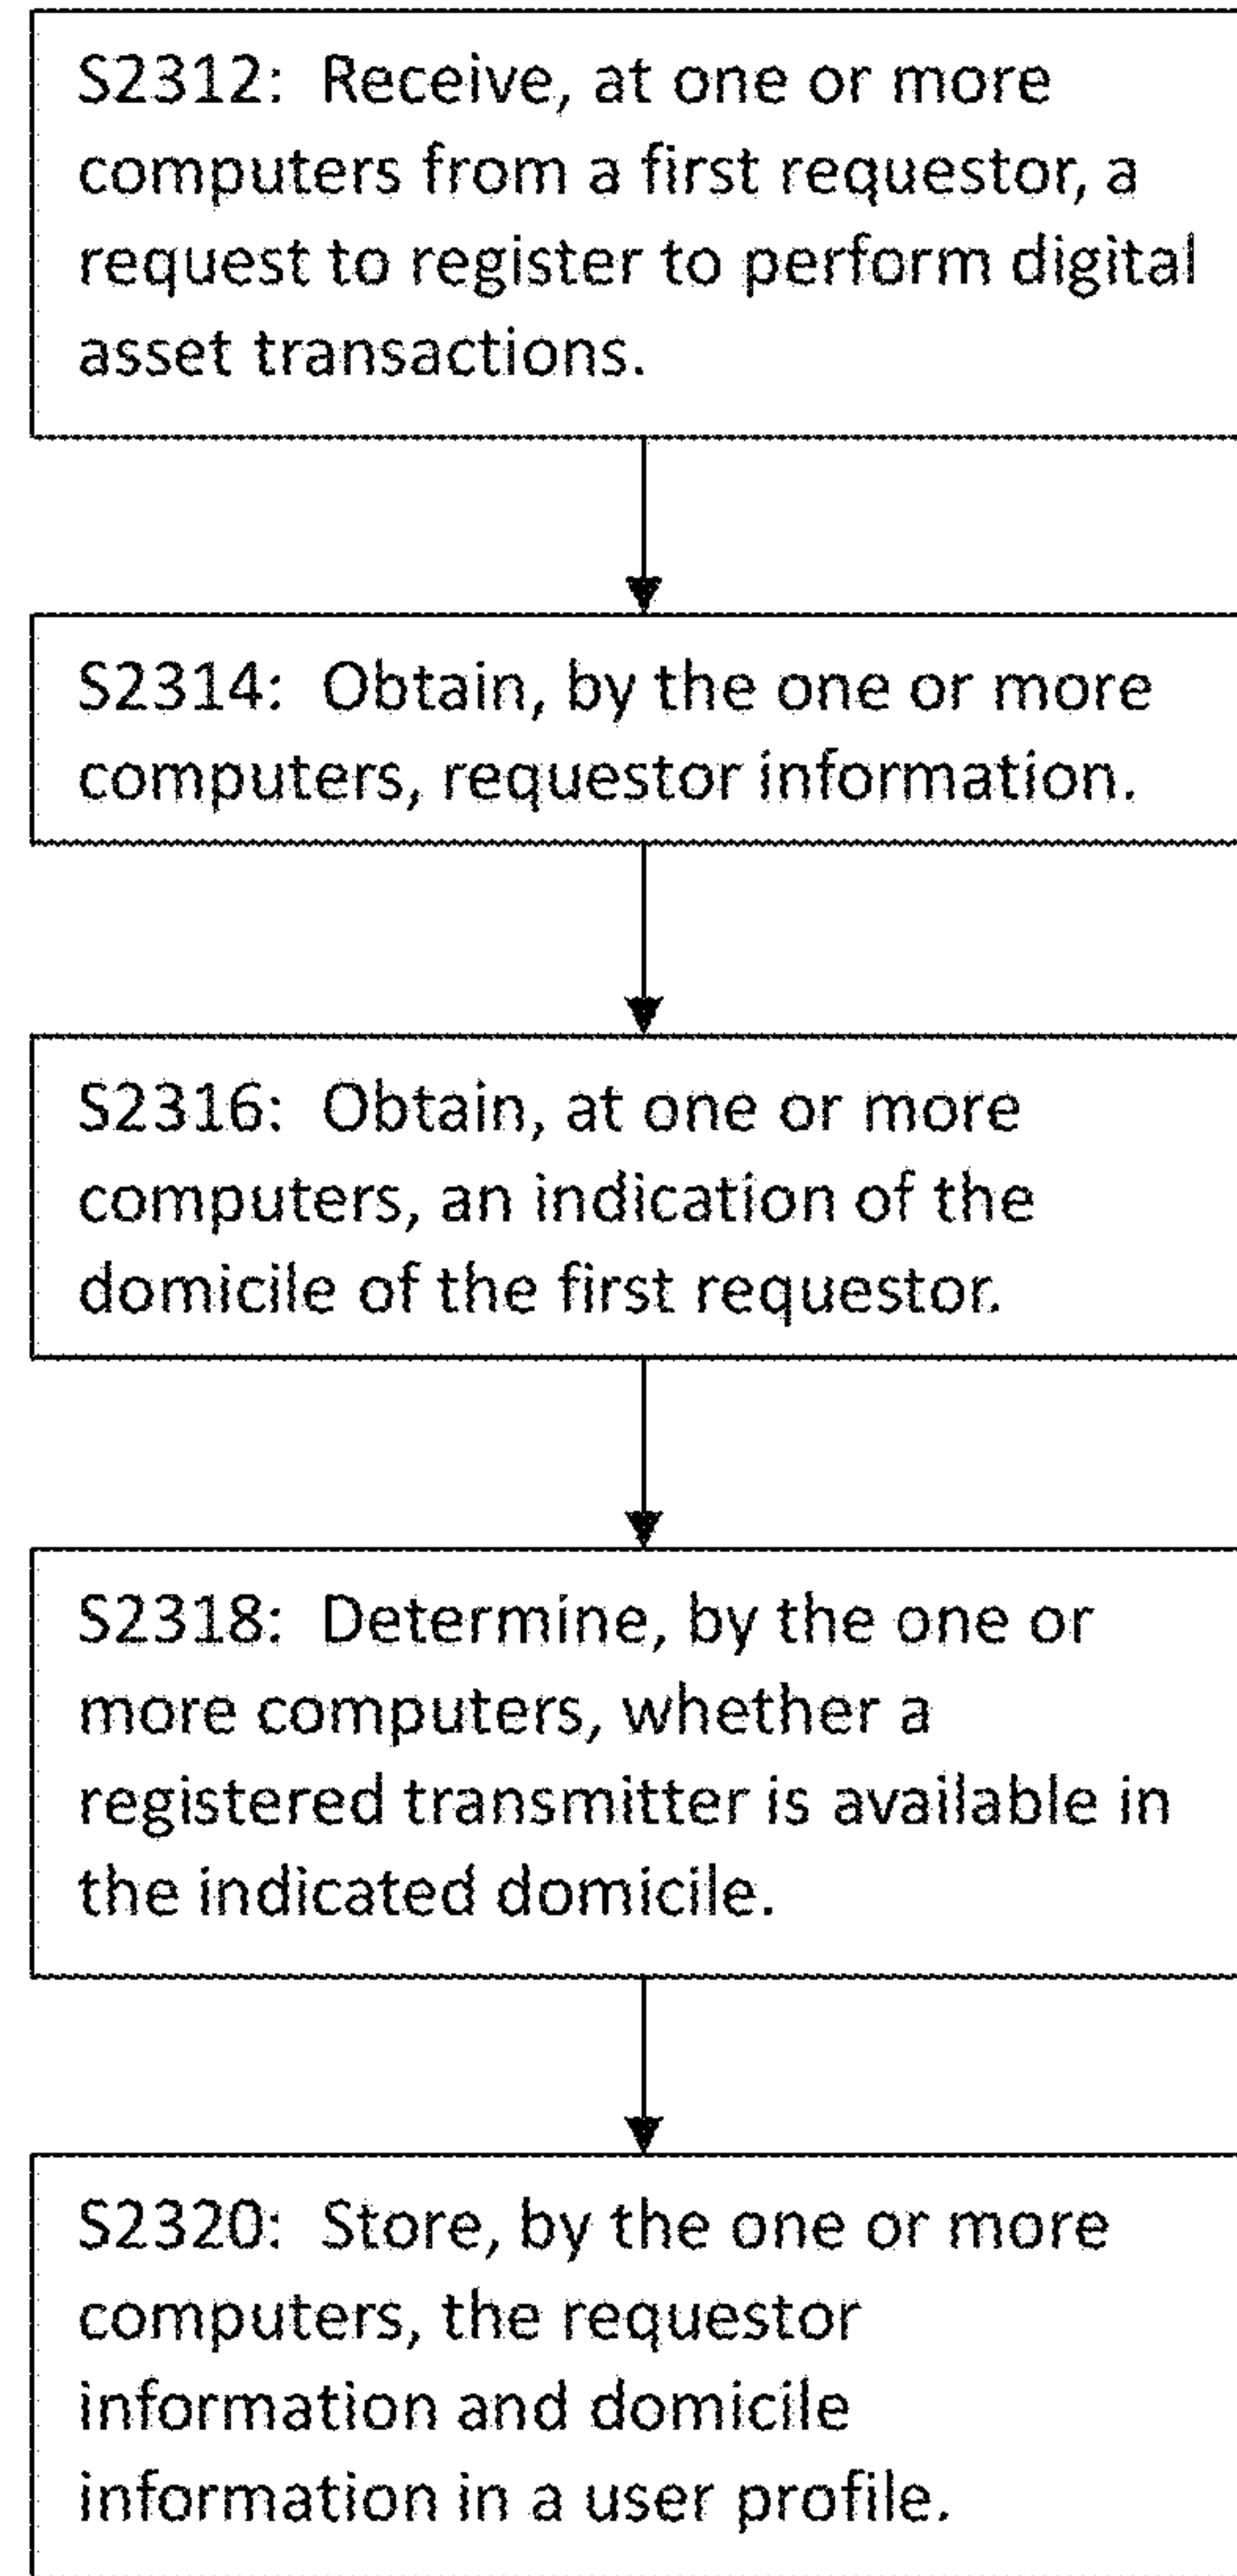 S2312: Receive, at one or more
computers from a first requestor, a
request to register to perform digital
asset transactions.
S2314: Obtain, by the one or more
computers, requestor information.
S2316: Obtain, at one or more
computers, an indication of the
domicile of the first requestor.
S2318: Determine, by the one or
more computers, whether a
registered transmitter is available in
the indicated domicile.
S2320: Store, by the one or more
computers, the requestor
information and domicile
information in a user profile.